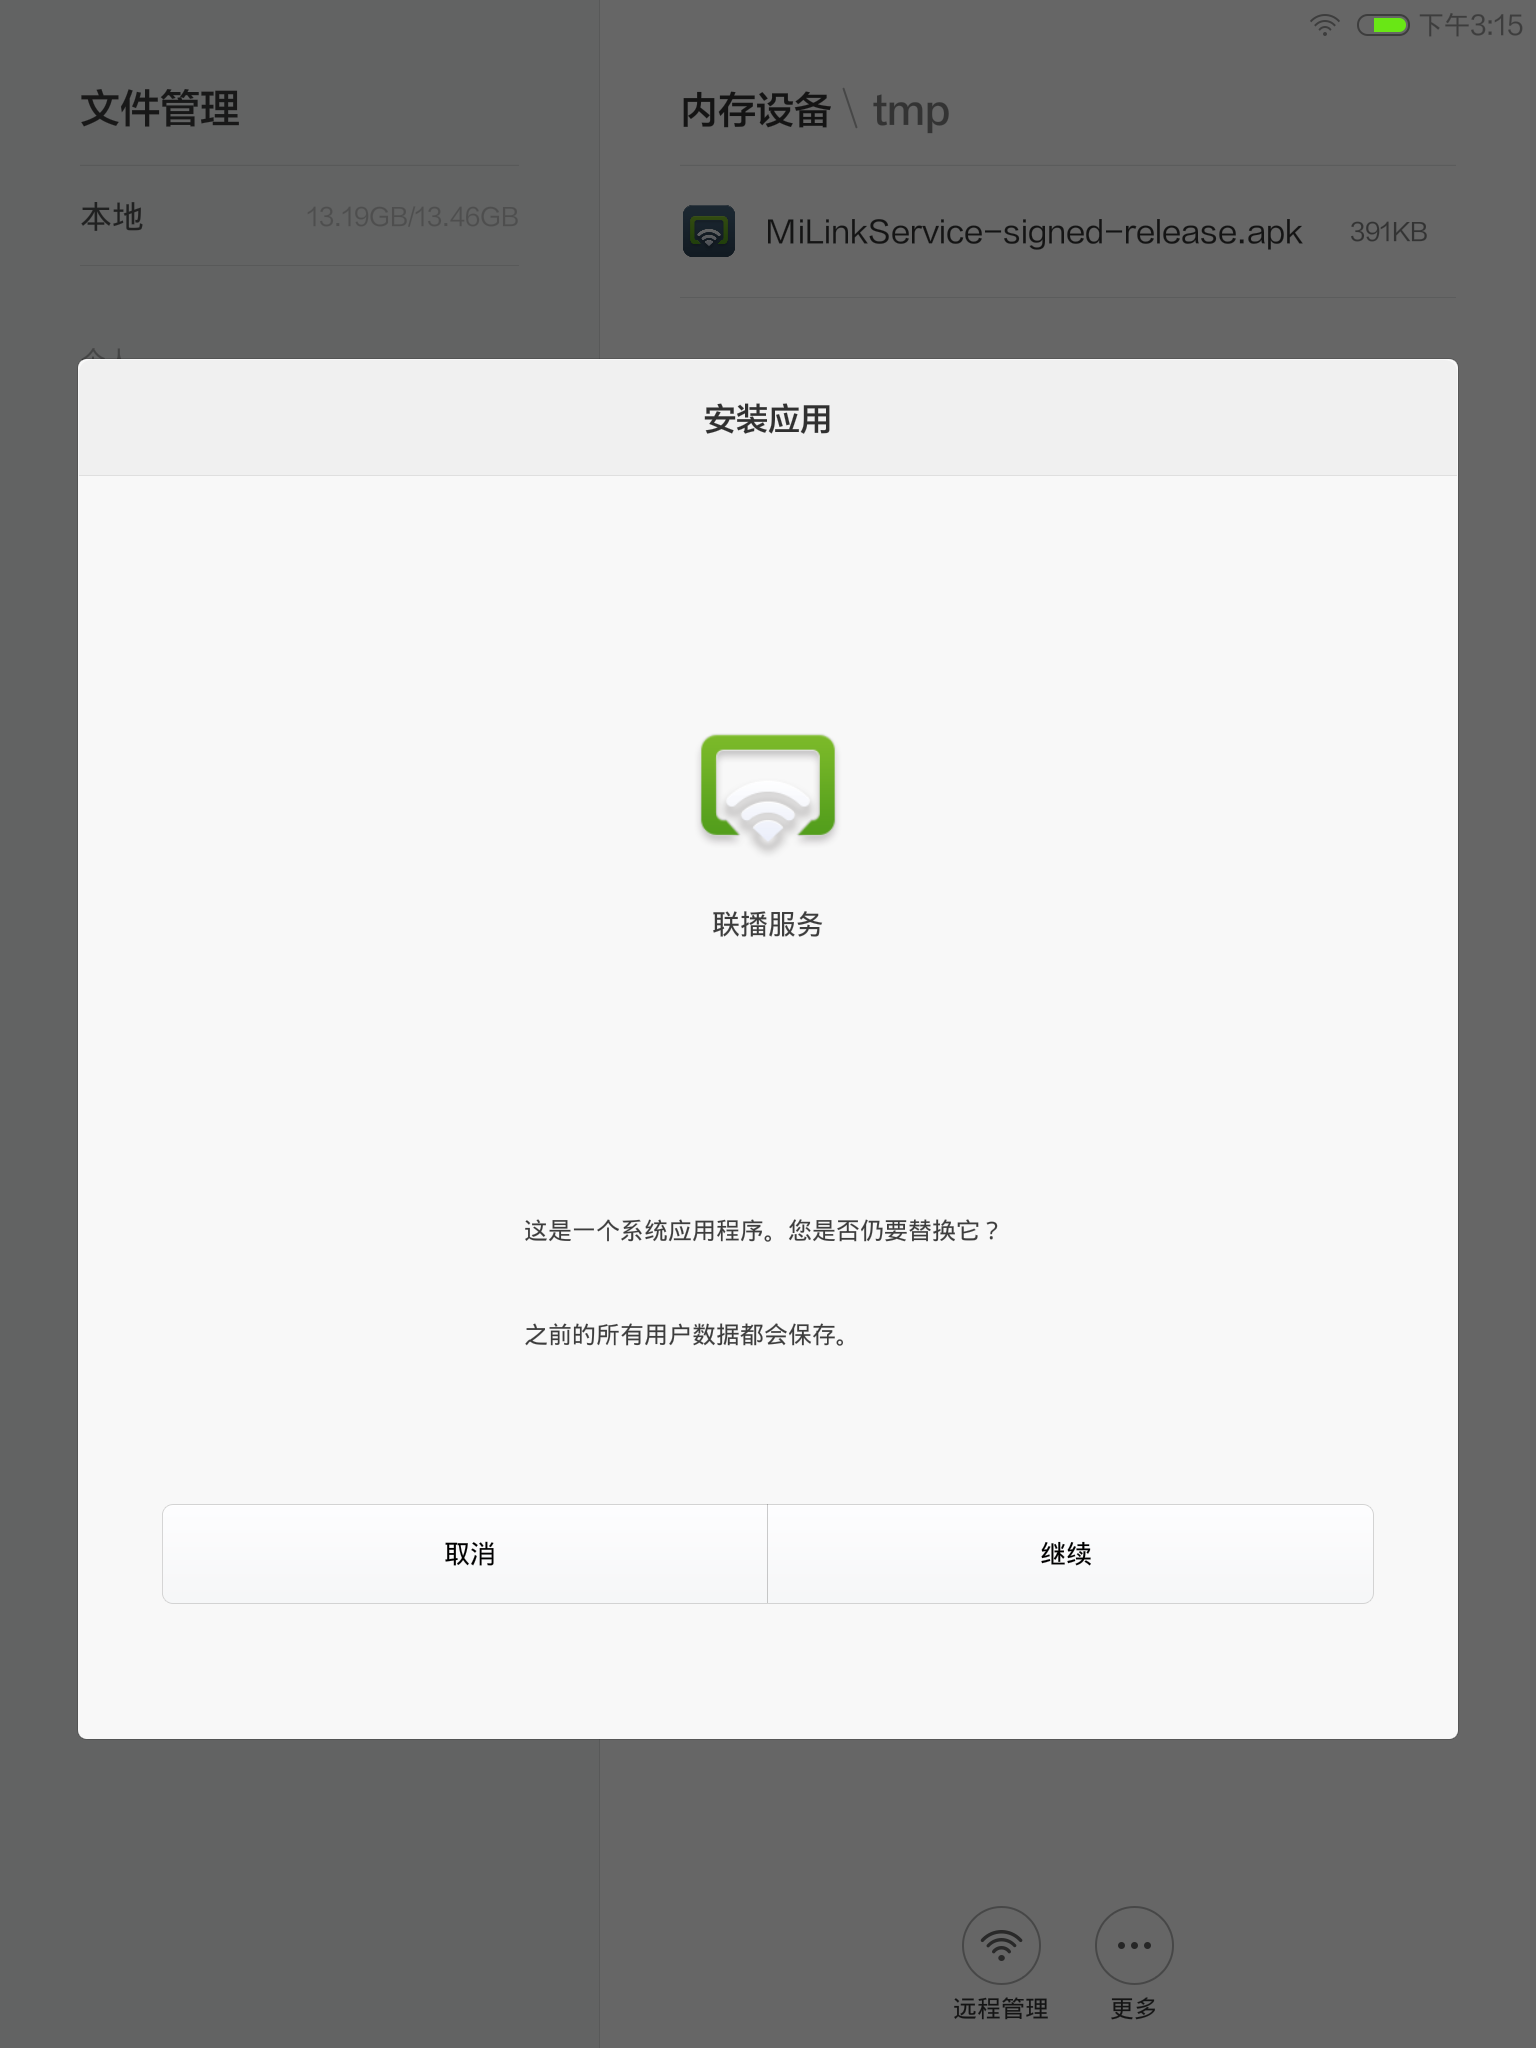 下午3:15
文件管理
内存设备 \ tmp
本地 13.19GB/13.46GB
MiLinkService-signed-release.apk 391KB
安装应用
联播服务
这是一个系统应用程序。您是否仍要替换它？
之前的所有用户数据都会保存。
取消 继续
远程管理 更多